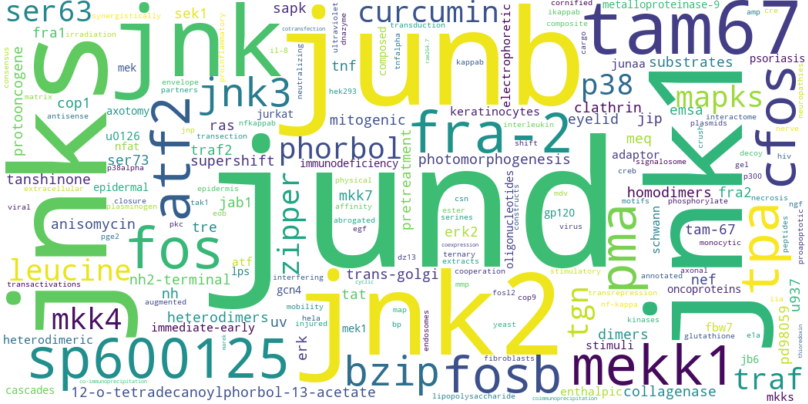 ser63
synergistically
sek1
sapk
cotransfection
ultraviolet
dnazyme
curcumin
cornified
metalloproteinase-9
amp
cre
fra1
irradiation
proinflammatory
jnk
junb
tam67
transduction
ikappab
composite
cargo
consensus
protooncogene
mek
il-8
neutralizing
tnf
composed
tnfalpha
raw264.7
kappab
electrophoretic
junaa
substrates
psoriasis
matrix
envelope
partners
hek293
p38
mapks
cop1
antisense
jnk3
mitogenic
clathrin
emsa
plasmids
interactome
neuropathies
nerve
axotomy
jnks
atf2
jnp
jurkat
ras
nfkappab
keratinocytes
eyelid
jip
jnk1
crush
cfos
u0126
nfat
transection
fra-2
interleukin
shift
decoy
hiv
ser73
p38alpha
traf2
phorbol
meq
signalosome
gel
p300
tanshinone
epidermal
supershift
immunodeficiency
photomorphogenesis
adaptor
creb
extracellular
epidermis
jund
homodimers
fra2
necrosis
ngf
viral
closure
plasminogen
tak1
jab1
eob
zipper
physical
mkk7
affinity
pretreatment
csn
mdv
motifs
phosphorylate
anisomycin
pkc
tre
abrogated
egf
ester
serines
oligonucleotides
constructs
gp120
virus
tam-67
monocytic
schwann
peptides
proapoptotic
pge2
fos
atf
erk2
coexpression
ternary
extracts
pma
tpa
leucine
lps
interfering
dz13
trans-golgi
cooperation
stimulatory
annotated
axonal
nef
oncoproteins
u937
transactivations
nh2-terminal
nh
augmented
gcn4
cyclic
tat
mmp
fosl2
cop9
tgn
transrepression
nf-kappab
iia
mkk4
heterodimers
uv
mobility
map
jnk2
dimers
fbw7
pd98059
immediate-early
injured
hela
mek1
bp
endosomes
yeast
stimuli
kinases
e1a
glutathione
thioredoxin
heterodimeric
erk
fibroblasts
jb6
sp600125
bzip
fosb
mekk1
traf
cascades
co-immunoprecipitation
12-o-tetradecanoylphorbol-13-acetate
lipopolysaccharide
coimmunoprecipitation
enthalpic
collagenase
mkks